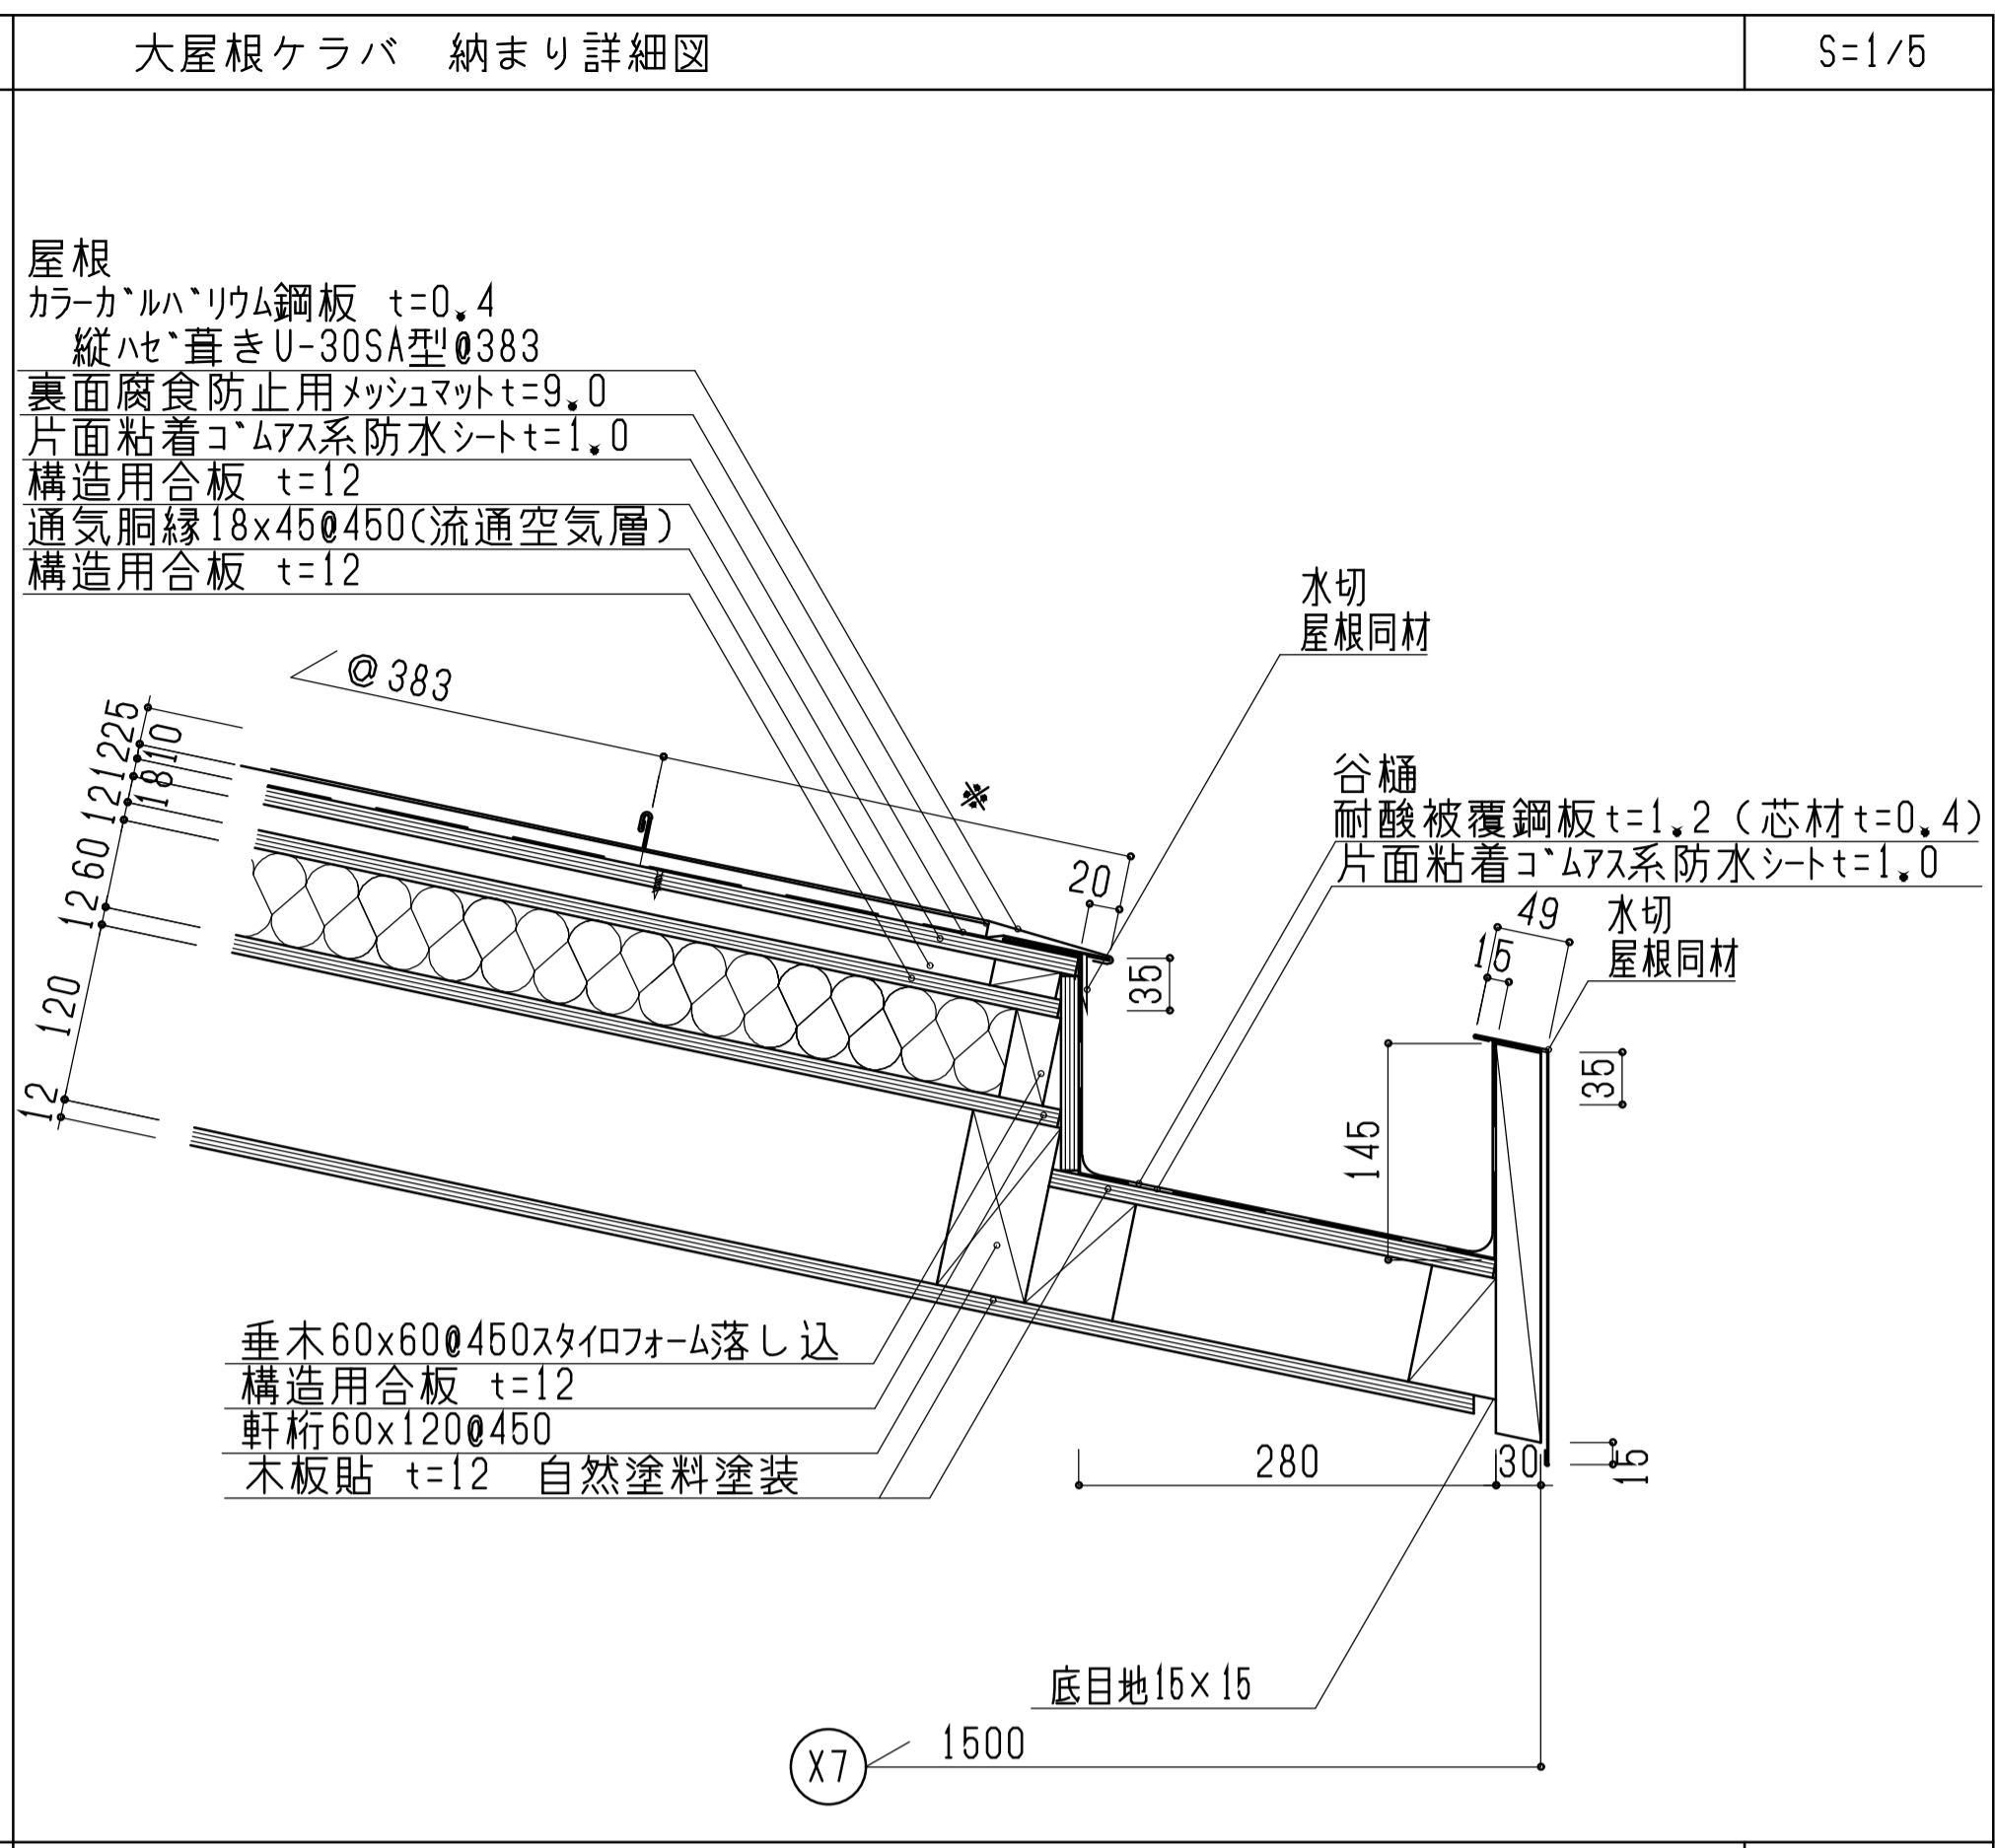 大屋根ケラバ 納まり詳細図
S=1/5
屋根
ｶﾗｰｶﾞﾙﾊﾞﾘｳﾑ鋼板 t=0.4
縦ﾊｾﾞ葺きU-30SA型@383
裏面腐食防止用ﾒｯｼｭﾏｯﾄt=9.0
片面粘着ｺﾞﾑｱｽ系防水ｼｰﾄt=1.0
構造用合板 t=12
通気胴縁18x45@450(流通空気層)
構造用合板 t=12
水切
屋根同材
@383
※
20
35
25
10
12
18
12
60
12
120
12
谷樋
耐酸被覆鋼板t=1.2(芯材t=0.4)
片面粘着ｺﾞﾑｱｽ系防水ｼｰﾄt=1.0
49
15
水切
屋根同材
35
145
垂木60x60@450ｽﾀｲﾛﾌｫｰﾑ落し込
構造用合板 t=12
軒桁60x120@450
木板貼 t=12 自然塗料塗装
280
30
15
底目地15×15
X7
1500